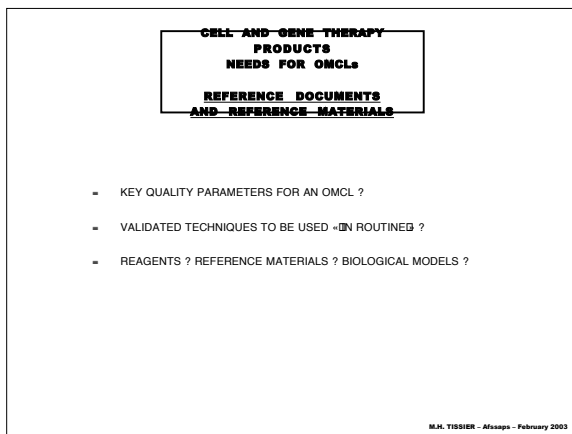 CELL AND GENE THERAPY
PRODUCTS
NEEDS FOR OMCLs
REFERENCE DOCUMENTS
AND REFERENCE MATERIALS
= KEY QUALITY PARAMETERS FOR AN OMCL ?
= VALIDATED TECHNIQUES TO BE USED «IN ROUTINE» ?
= REAGENTS ? REFERENCE MATERIALS ? BIOLOGICAL MODELS ?
M.H. TISSIER – Afssaps – February 2003